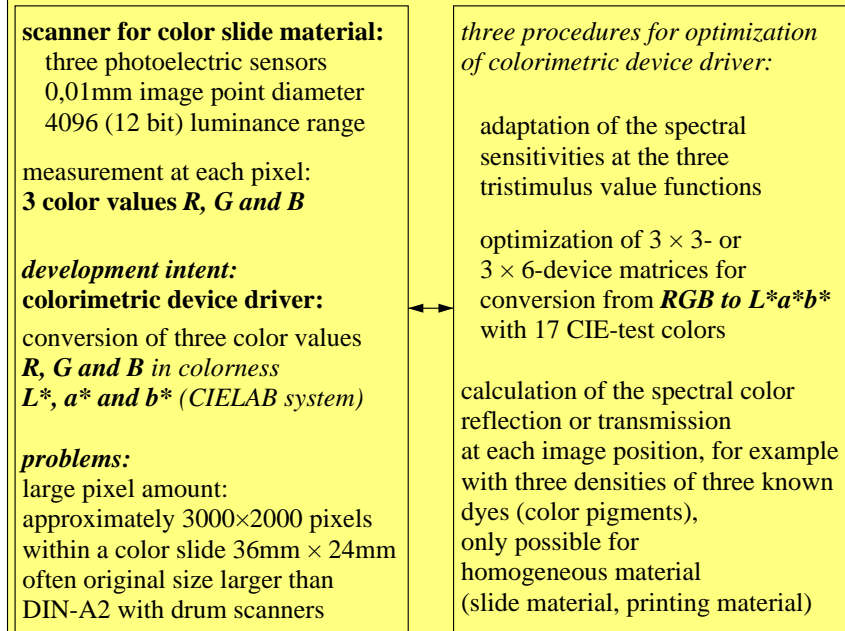 scanner for color slide material:
three photoelectric sensors
0,01mm image point diameter
4096 (12 bit) luminance range
measurement at each pixel:
3 color values R, G and B
development intent:
colorimetric device driver:
conversion of three color values
R, G and B in colorness
L*, a* and b* (CIELAB system)
problems:
large pixel amount:
approximately 3000×2000 pixels
within a color slide 36mm × 24mm
often original size larger than
DIN-A2 with drum scanners
three procedures for optimization
of colorimetric device driver:
adaptation of the spectral
sensitivities at the three
tristimulus value functions
optimization of 3 × 3- or
3 × 6-device matrices for
conversion from RGB to L*a*b*
with 17 CIE-test colors
calculation of the spectral color
reflection or transmission
at each image position, for example
with three densities of three known
dyes (color pigments),
only possible for
homogeneous material
(slide material, printing material)